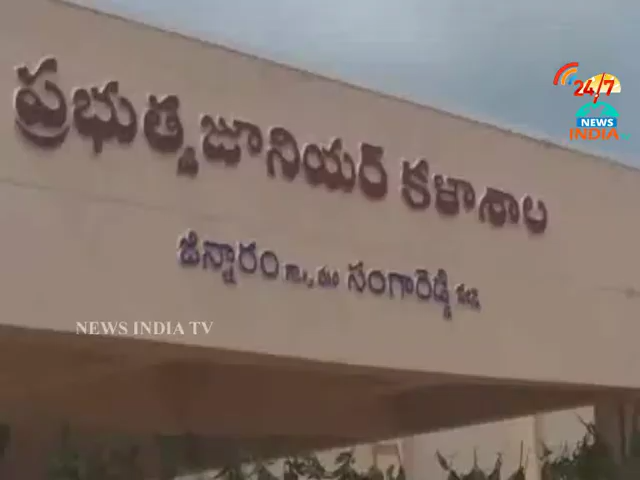 24/7
NEWS
INDIA
ప్రభుత్వ జూనియర్ కళాశాల
జిన్నారం గ్రా, మం సంగారెడ్డి జిల్లా
NEWS INDIA TV